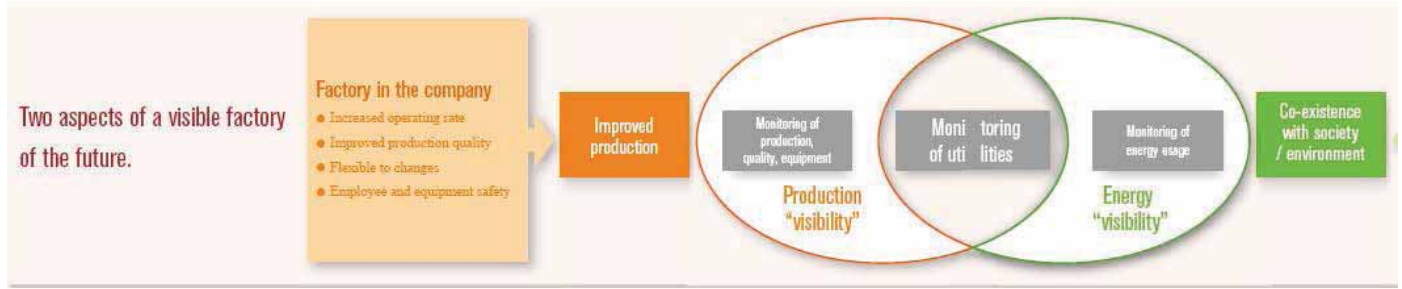 Two aspects of a visible factory
of the future.
Factory in the company
● Increased operating rate
● Improved production quality
● Flexible to changes
● Employee and equipment safety
Improved
production
Monitoring of
production,
quality, equipment
Production
“visibility”
Moni toring
of uti lities
Monitoring of
energy usage
Energy
“visibility”
Co-existence
with society
/ environment